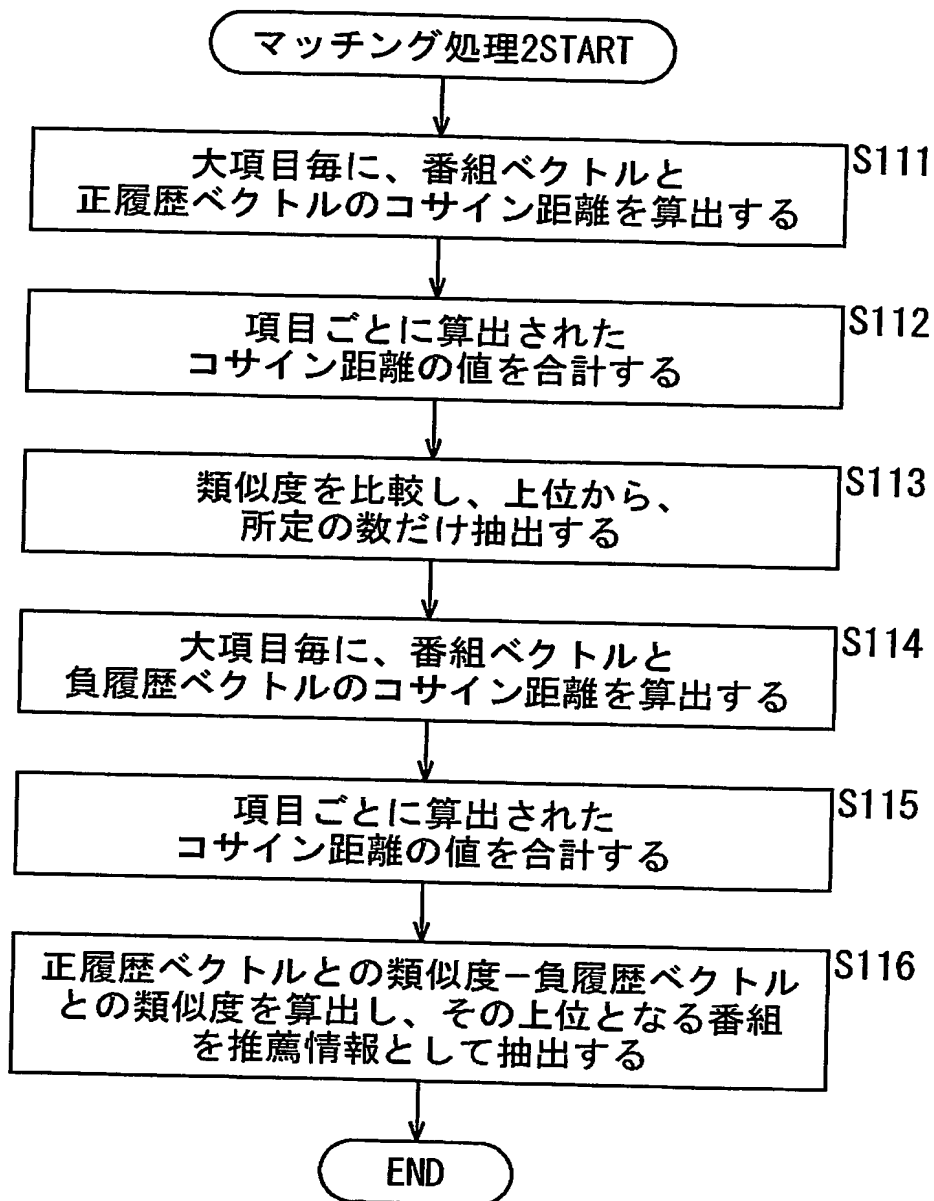 マッチング処理2START
大項目毎に、番組ベクトルと
正履歴ベクトルのコサイン距離を算出する
S111
項目ごとに算出された
コサイン距離の値を合計する
S112
類似度を比較し、上位から、
所定の数だけ抽出する
S113
大項目毎に、番組ベクトルと
負履歴ベクトルのコサイン距離を算出する
S114
項目ごとに算出された
コサイン距離の値を合計する
S115
正履歴ベクトルとの類似度−負履歴ベクトル
との類似度を算出し、その上位となる番組
を推薦情報として抽出する
S116
END